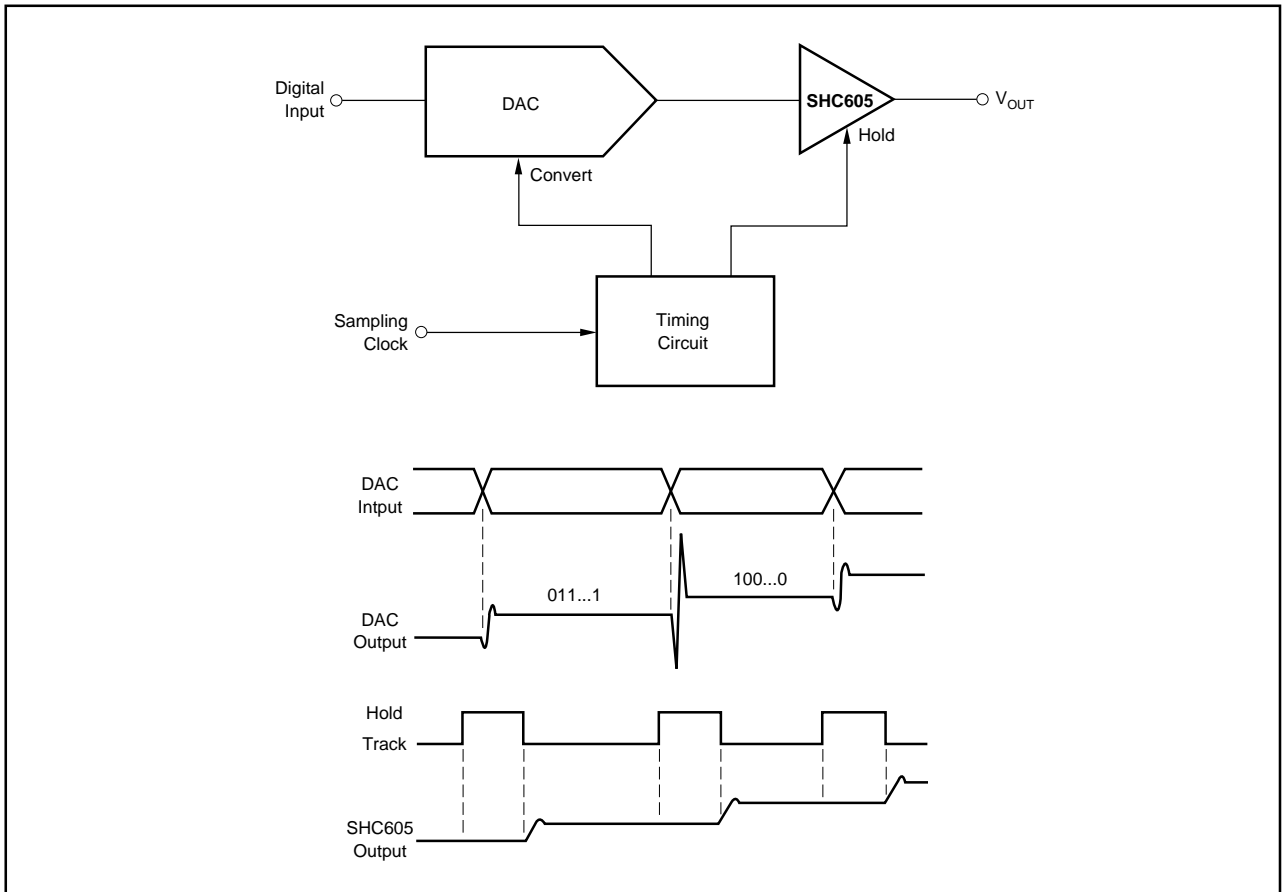 Digital
Input
DAC
SHC605
V_OUT
Hold
Convert
Sampling
Clock
Timing
Circuit
DAC
Intput
011...1
100...0
DAC
Output
Hold
Track
SHC605
Output